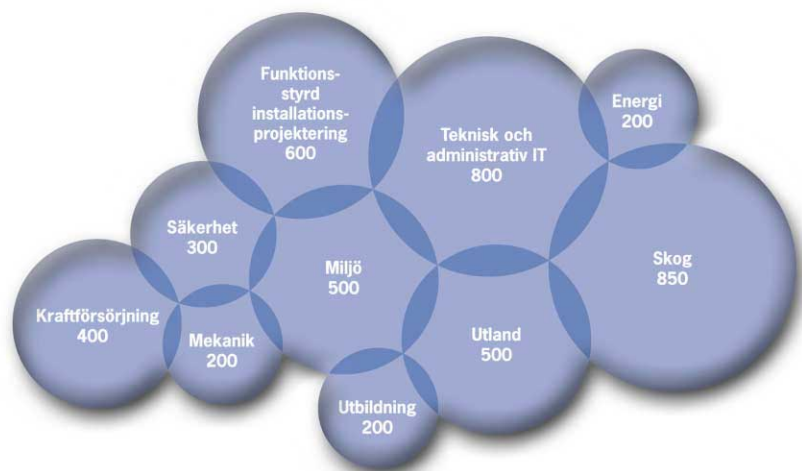 Funktions-
styrd
installations-
projektering
600
Teknisk och
administrativ IT
800
Energi
200
Säkerhet
300
Miljö
500
Skog
850
Kraftförsörjning
400
Mekanik
200
Utland
500
Utbildning
200